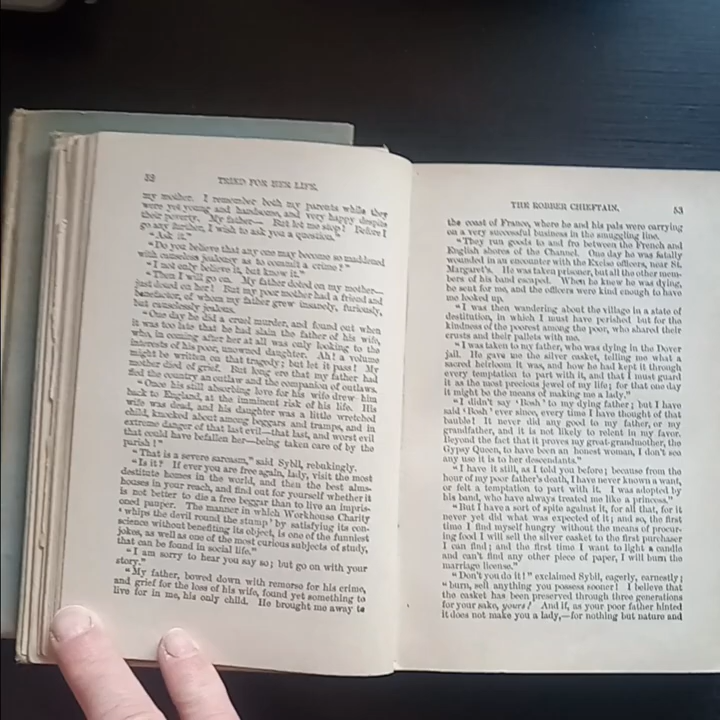 52 TRIED FOR HER LIFE.
my mother. I remember both my parents while they
were yet young and handsome, and very happy despite
their poverty. My father— But let me stop! Before I
go any further, I wish to ask you a question."
"Ask it."
"Do you believe that any one may become so maddened
with causeless jealousy as to commit a crime?"
"I not only believe it, but know it."
"Then I will go on. My father doted on my mother—
just doted on her! But my poor mother had a friend and
benefactor, of whom my father grew insanely, furiously,
but causelessly jealous.
"One day he did a cruel murder, and found out when
it was too late that he had slain the father of his wife,
who, in coming after her at all was only looking to the
interests of his poor, unowned daughter. Ah! a volume
might be written on that tragedy; but let it pass! My
mother died of grief. But long ere that my father had
fled the country an outlaw and the companion of outlaws.
"Once his still absorbing love for his wife drew him
back to England, at the imminent risk of his life. His
wife was dead, and his daughter was a little wretched
child, knocked about among beggars and tramps, and in
extreme danger of that last evil—that last, and worst evil
that could have befallen her—being taken care of by the
parish!"
"That is a severe sarcasm," said Sybil, rebukingly.
"Is it? If ever you are free again, lady, visit the most
destitute homes in the world, and then the best alms-
houses in your reach, and find out for yourself whether it
is not better to die a free beggar than to live an impris-
oned pauper. The manner in which Workhouse Charity
'whips the devil round the stump' by satisfying its con-
science without benefiting its object, is one of the funniest
jokes, as well as one of the most curious subjects of study,
that can be found in social life."
"I am sorry to hear you say so; but go on with your
story."
"My father, bowed down with remorse for his crime,
and grief for the loss of his wife, found yet something to
live for in me, his only child. He brought me away to
THE ROBBER CHIEFTAIN. 53
the coast of France, where he and his pals were carrying
on a very successful business in the smuggling line.
"They run goods to and fro between the French and
English shores of the Channel. One day he was fatally
wounded in an encounter with the Excise officers, near St.
Margaret's. He was taken prisoner, but all the other mem-
bers of his band escaped. When he knew he was dying,
he sent for me, and the officers were kind enough to have
me looked up.
"I was then wandering about the village in a state of
destitution, in which I must have perished but for the
kindness of the poorest among the poor, who shared their
crusts and their pallets with me.
"I was taken to my father, who was dying in the Dover
jail. He gave me the silver casket, telling me what a
sacred heirloom it was, and how he had kept it through
every temptation to part with it, and that I must guard
it as the most precious jewel of my life; for that one day
it might be the means of making me a lady."
"I didn't say 'Bosh' to my dying father; but I have
said 'Bosh' ever since, every time I have thought of that
bauble! It never did any good to my father, or my
grandfather, and it is not likely to relent in my favor.
Beyond the fact that it proves my great-grandmother, the
Gypsy Queen, to have been an honest woman, I don't see
any use it is to her descendants."
"I have it still, as I told you before; because from the
hour of my poor father's death, I have never known a want,
or felt a temptation to part with it. I was adopted by
his band, who have always treated me like a princess."
"But I have a sort of spite against it, for all that, for it
never yet did what was expected of it; and so, the first
time I find myself hungry without the means of procur-
ing food I will sell the silver casket to the first purchaser
I can find; and the first time I want to light a candle
and can't find any other piece of paper, I will burn the
marriage license."
"Don't you do it!" exclaimed Sybil, eagerly, earnestly;
"burn, sell anything you possess sooner! I believe that
the casket has been preserved through three generations
for your sake, yours! And if, as your poor father hinted
it does not make you a lady,—for nothing but nature and